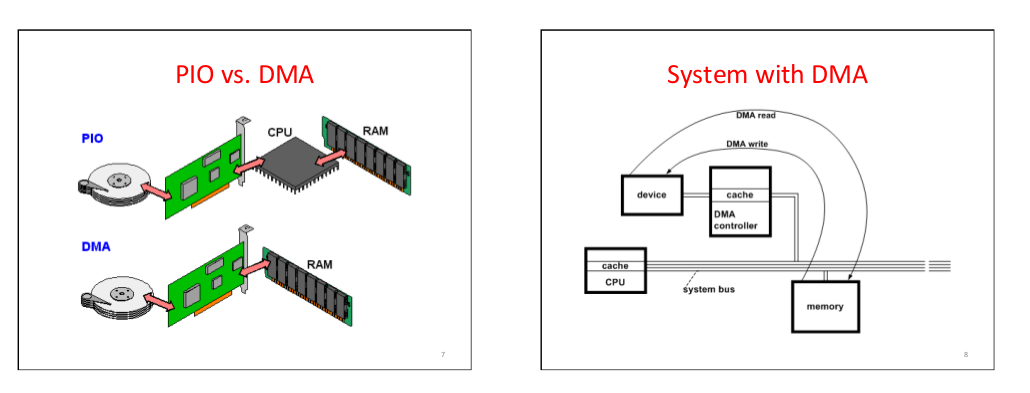 PIO vs. DMA
PIO
CPU
RAM
DMA
RAM
7
System with DMA
DMA read
DMA write
device
cache
DMA
controller
cache
CPU
system bus
memory
8